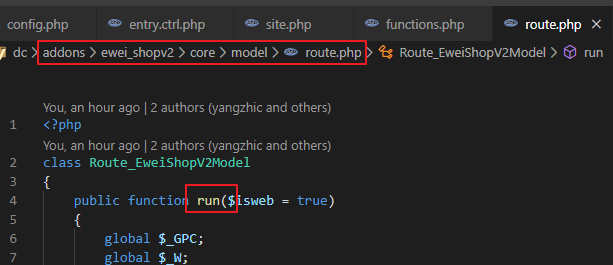 config.php entry.ctrl.php site.php functions.php route.php
dc > addons > ewei_shopv2 > core > model > route.php > Route_EweiShopV2Model > run
You, an hour ago | 2 authors (yangzhic and others)
1 <?php
You, an hour ago | 2 authors (yangzhic and others)
2 class Route_EweiShopV2Model
3 {
4 public function run($isweb = true)
5 {
6 global $_GPC;
7 global $_W;